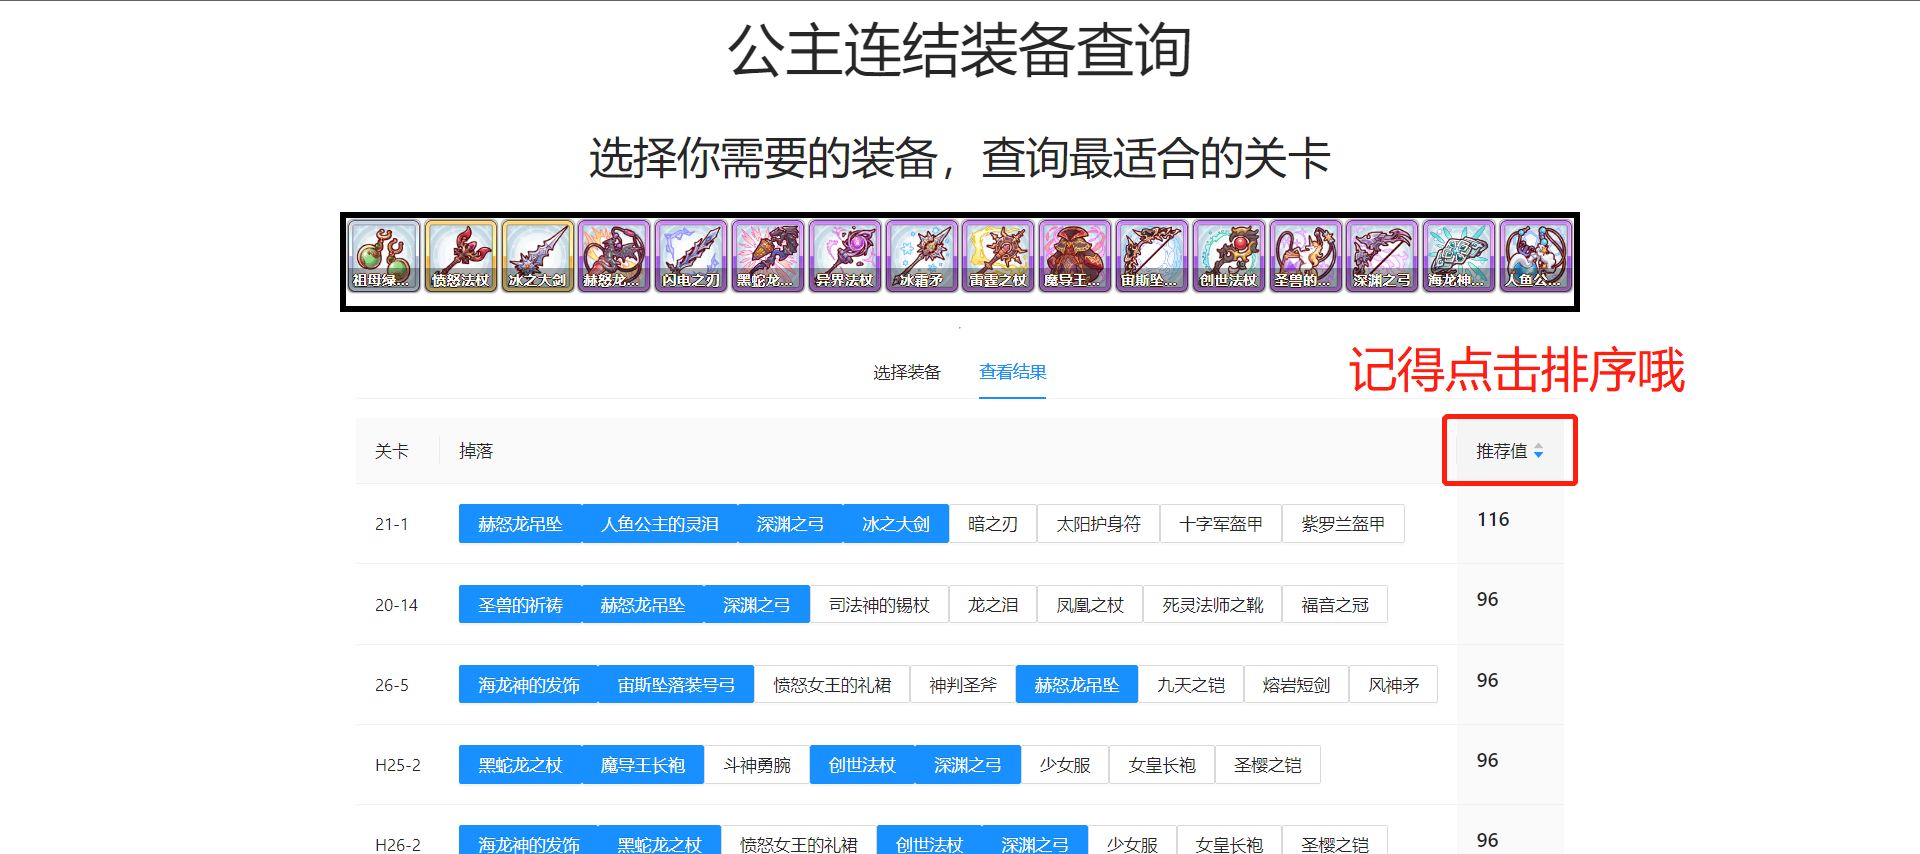 公主连结装备查询
选择你需要的装备，查询最适合的关卡
祖母绿... 愤怒法杖 冰之大剑 赫怒龙... 闪电之刃 黑蛇龙... 异界法杖 冰霜矛 雷霆之杖 魔导王... 宙斯坠... 创世法杖 圣兽的... 深渊之弓 海龙神... 人鱼公...
记得点击排序哦
选择装备 查看结果
关卡 掉落 推荐值
21-1 赫怒龙吊坠 人鱼公主的灵泪 深渊之弓 冰之大剑 暗之刃 太阳护身符 十字军盔甲 紫罗兰盔甲 116
20-14 圣兽的祈祷 赫怒龙吊坠 深渊之弓 司法神的锡杖 龙之泪 凤凰之杖 死灵法师之靴 福音之冠 96
26-5 海龙神的发饰 宙斯坠落装号弓 愤怒女王的礼裙 神判圣斧 赫怒龙吊坠 九天之铠 熔岩短剑 风神矛 96
H25-2 黑蛇龙之杖 魔导王长袍 斗神勇腕 创世法杖 深渊之弓 少女服 女皇长袍 圣樱之铠 96
H26-2 海龙神的发饰 黑蛇龙之杖 愤怒女王的礼裙 创世法杖 深渊之弓 少女服 女皇长袍 圣樱之铠 96